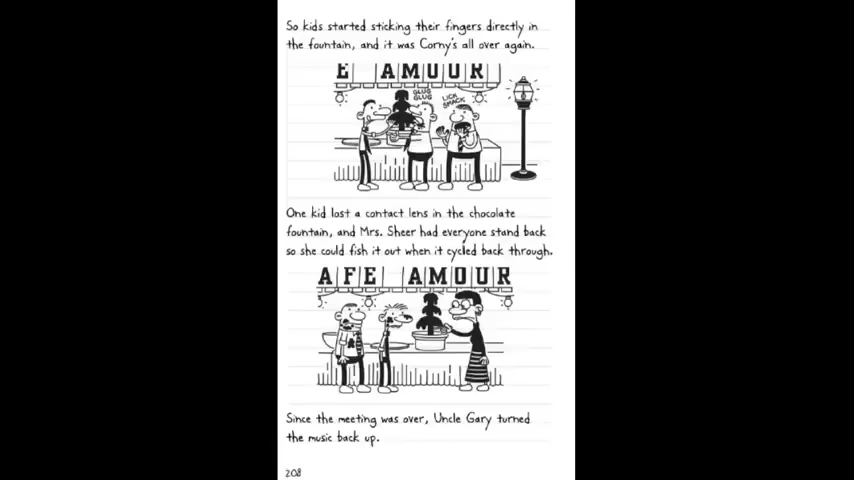 So kids started sticking their fingers directly in
the fountain, and it was Corny's all over again.
E AMOUR
GLUG
GLUG
LICK
SMACK
One kid lost a contact lens in the chocolate
fountain, and Mrs. Sheer had everyone stand back
so she could fish it out when it cycled back through.
AFE AMOUR
Since the meeting was over, Uncle Gary turned
the music back up.
208